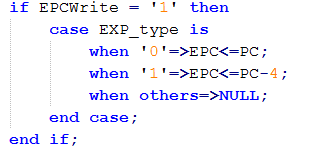 if EPCWrite = '1' then
case EXP_type is
when '0'=>EPC<=PC;
when '1'=>EPC<=PC-4;
when others=>NULL;
end case;
end if;